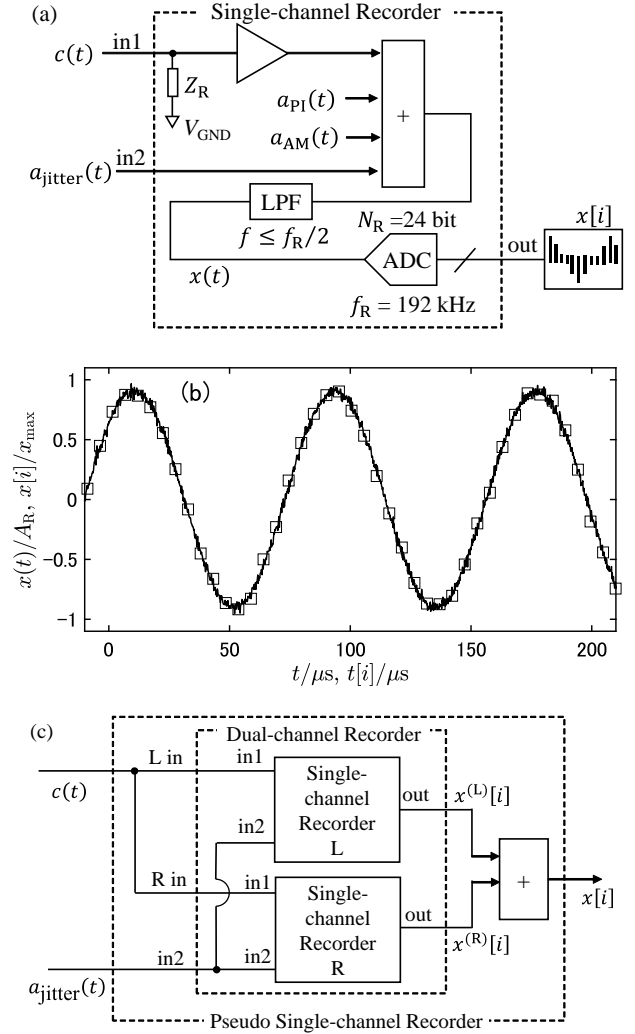 (a)
Single-channel Recorder
c(t)
in1
Z_R
V_GND
a_PI(t)
a_AM(t)
+
a_jitter(t)
in2
LPF
f ≤ f_R/2
x(t)
N_R =24 bit
ADC
f_R = 192 kHz
out
x[i]
(b)
x(t)/A_R, x[i]/x_max
1
0.5
0
-0.5
-1
0 50 100 150 200
t/μs, t[i]/μs
(c)
Dual-channel Recorder
c(t)
L in
in1
Single-
channel
Recorder
L
out
x^(L)[i]
in2
R in
in1
Single-
channel
Recorder
R
out
x^(R)[i]
+
x[i]
a_jitter(t)
in2
in2
Pseudo Single-channel Recorder